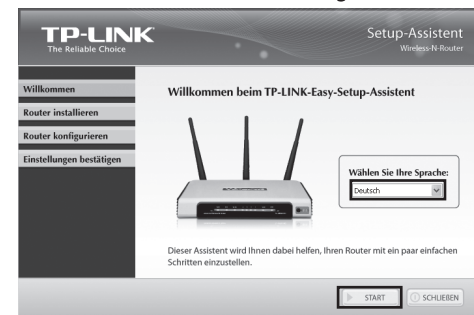 TP-LINK
The Reliable Choice
Setup-Assistent
Wireless-N-Router
Willkommen
Router installieren
Router konfigurieren
Einstellungen bestätigen
Willkommen beim TP-LINK-Easy-Setup-Assistent
Wählen Sie Ihre Sprache:
Deutsch
Dieser Assistent wird Ihnen dabei helfen, Ihren Router mit ein paar einfachen
Schritten einzustellen.
START
SCHLIEßEN